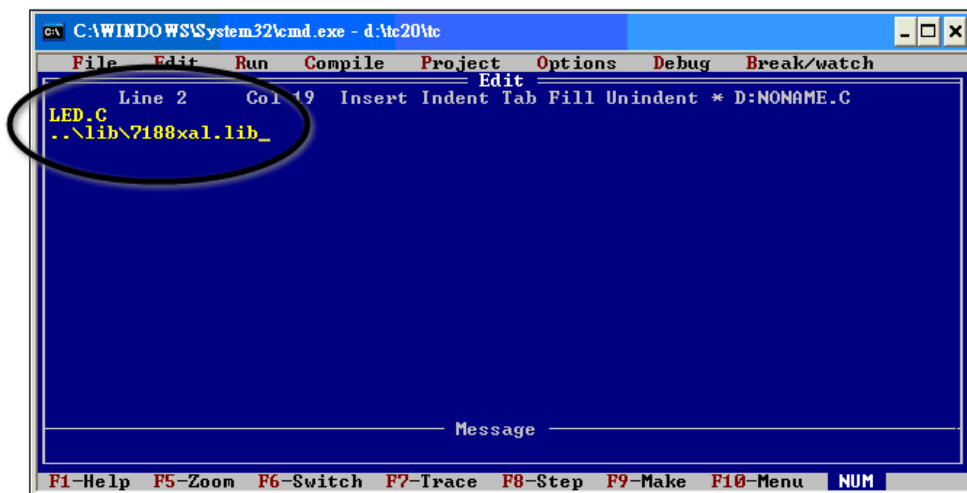 C:\WINDOWS\System32\cmd.exe - d:\tc20\tc
File Edit Run Compile Project Options Debug Break/watch
Edit
Line 2 Col 19 Insert Indent Tab Fill Unindent * D:NONAME.C
LED.C
..\lib\7188xal.lib_
Message
F1-Help F5-Zoom F6-Switch F7-Trace F8-Step F9-Make F10-Menu NUM